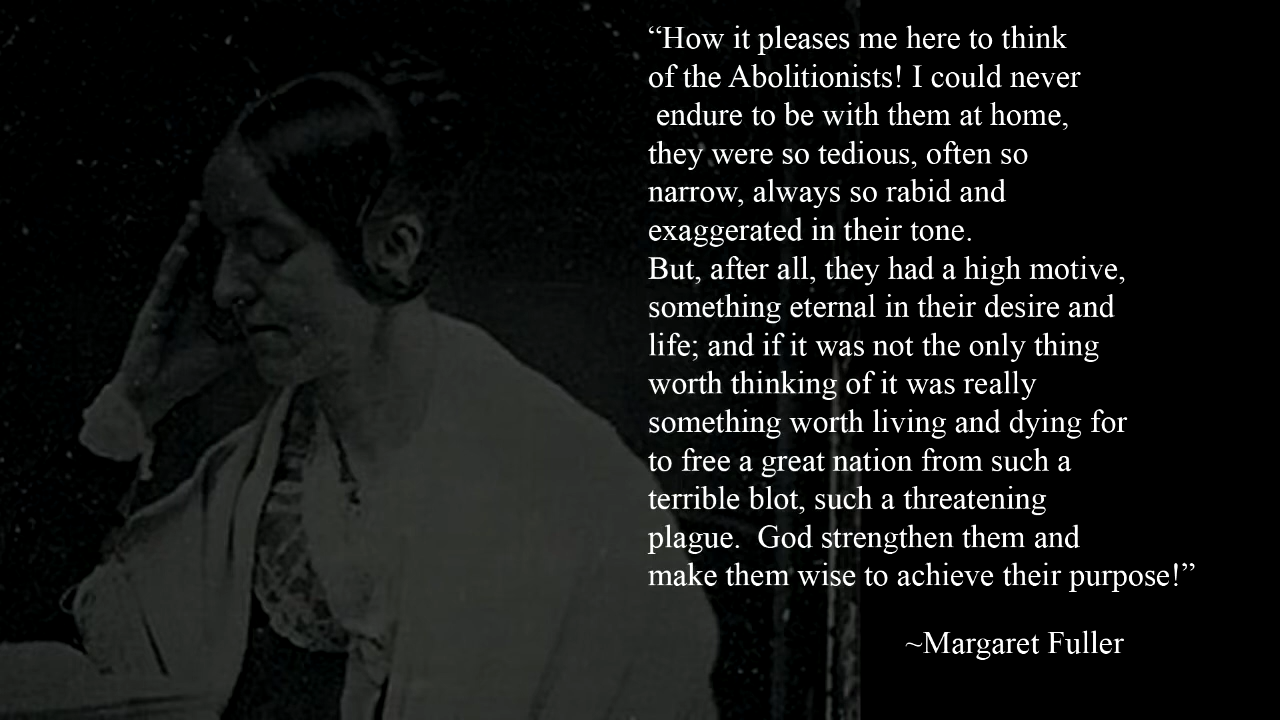 “How it pleases me here to think
of the Abolitionists! I could never
endure to be with them at home,
they were so tedious, often so
narrow, always so rabid and
exaggerated in their tone.
But, after all, they had a high motive,
something eternal in their desire and
life; and if it was not the only thing
worth thinking of it was really
something worth living and dying for
to free a great nation from such a
terrible blot, such a threatening
plague.  God strengthen them and
make them wise to achieve their purpose!”
~Margaret Fuller